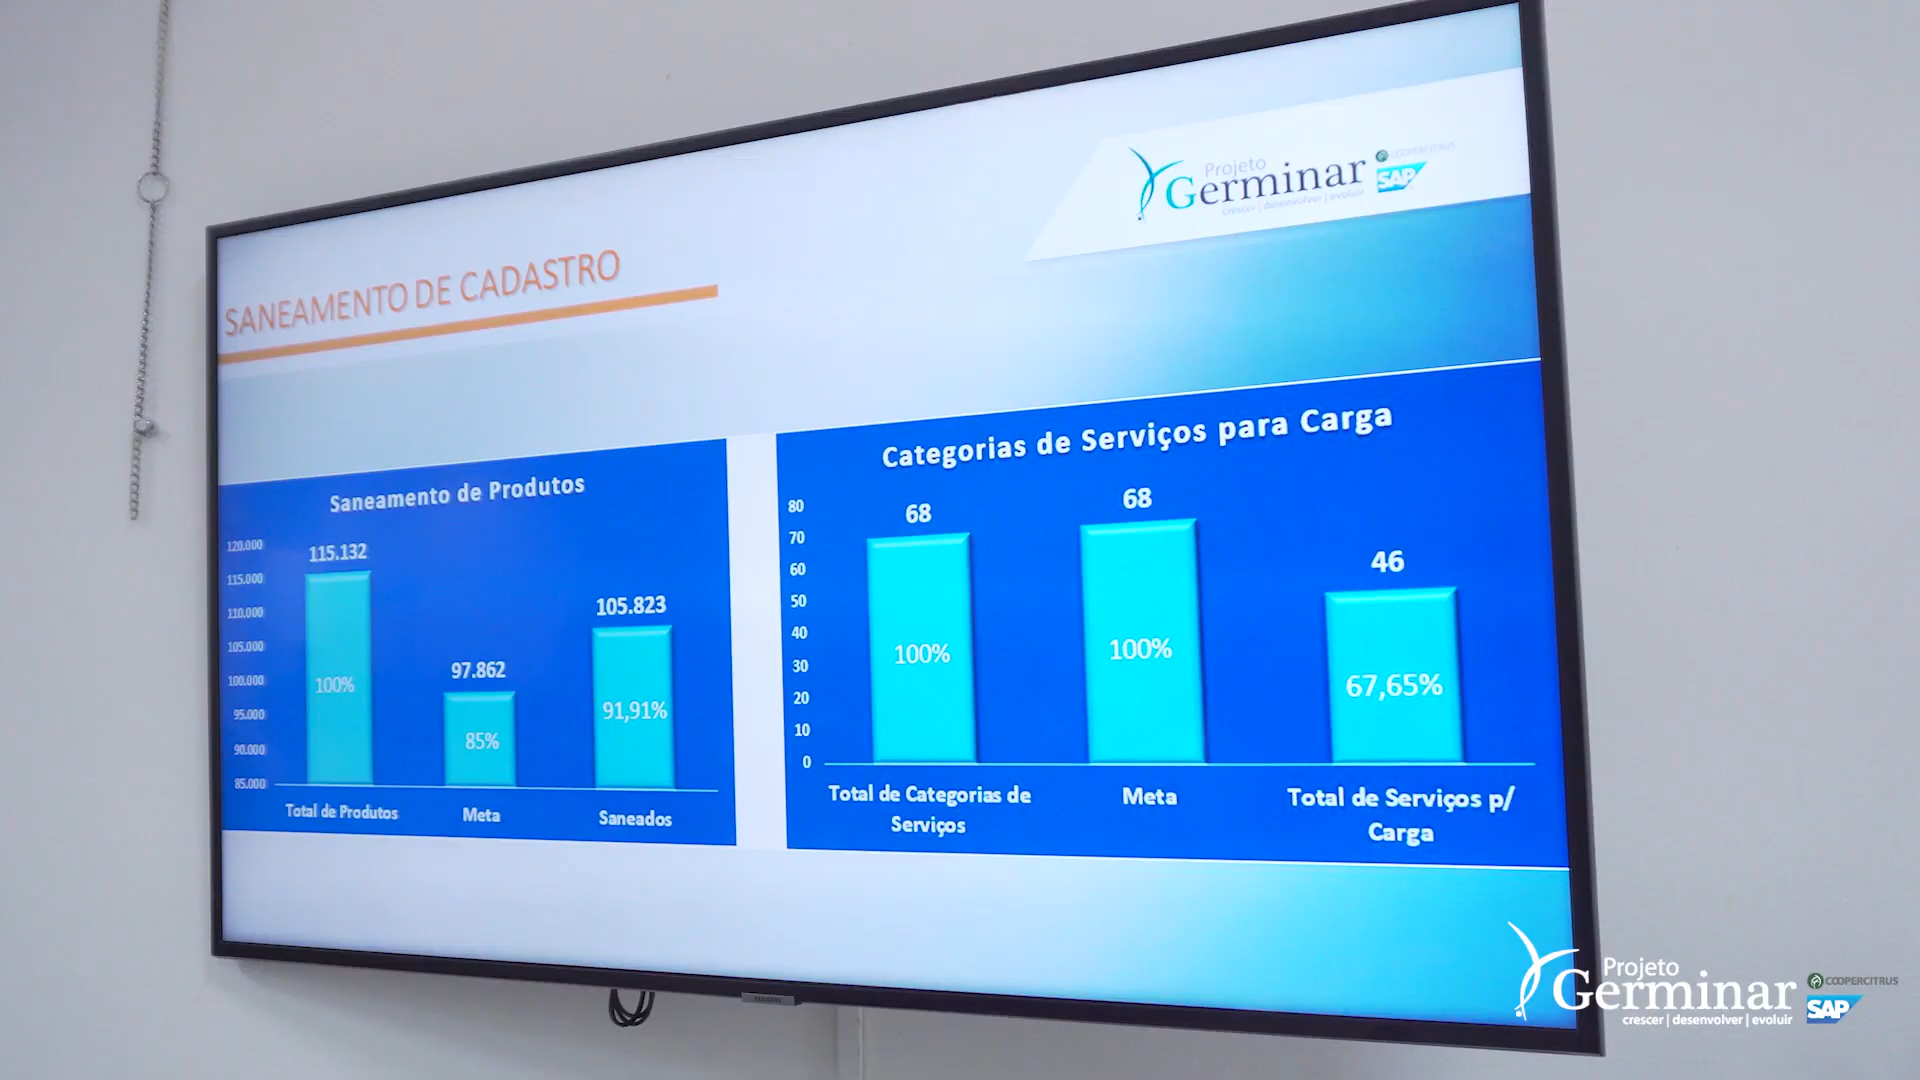 Projeto
Germinar
crescer | desenvolver | evoluir
COOPERCITRUS
SAP
SANEAMENTO DE CADASTRO
Saneamento de Produtos
120.000
115.000
110.000
105.000
100.000
95.000
90.000
85.000
115.132
97.862
105.823
100%
85%
91,91%
Total de Produtos
Meta
Saneados
Categorias de Serviços para Carga
80
70
60
50
40
30
20
10
0
68
68
46
100%
100%
67,65%
Total de Categorias de
Serviços
Meta
Total de Serviços p/
Carga
SAMSUNG
Projeto
Germinar
crescer | desenvolver | evoluir
COOPERCITRUS
SAP